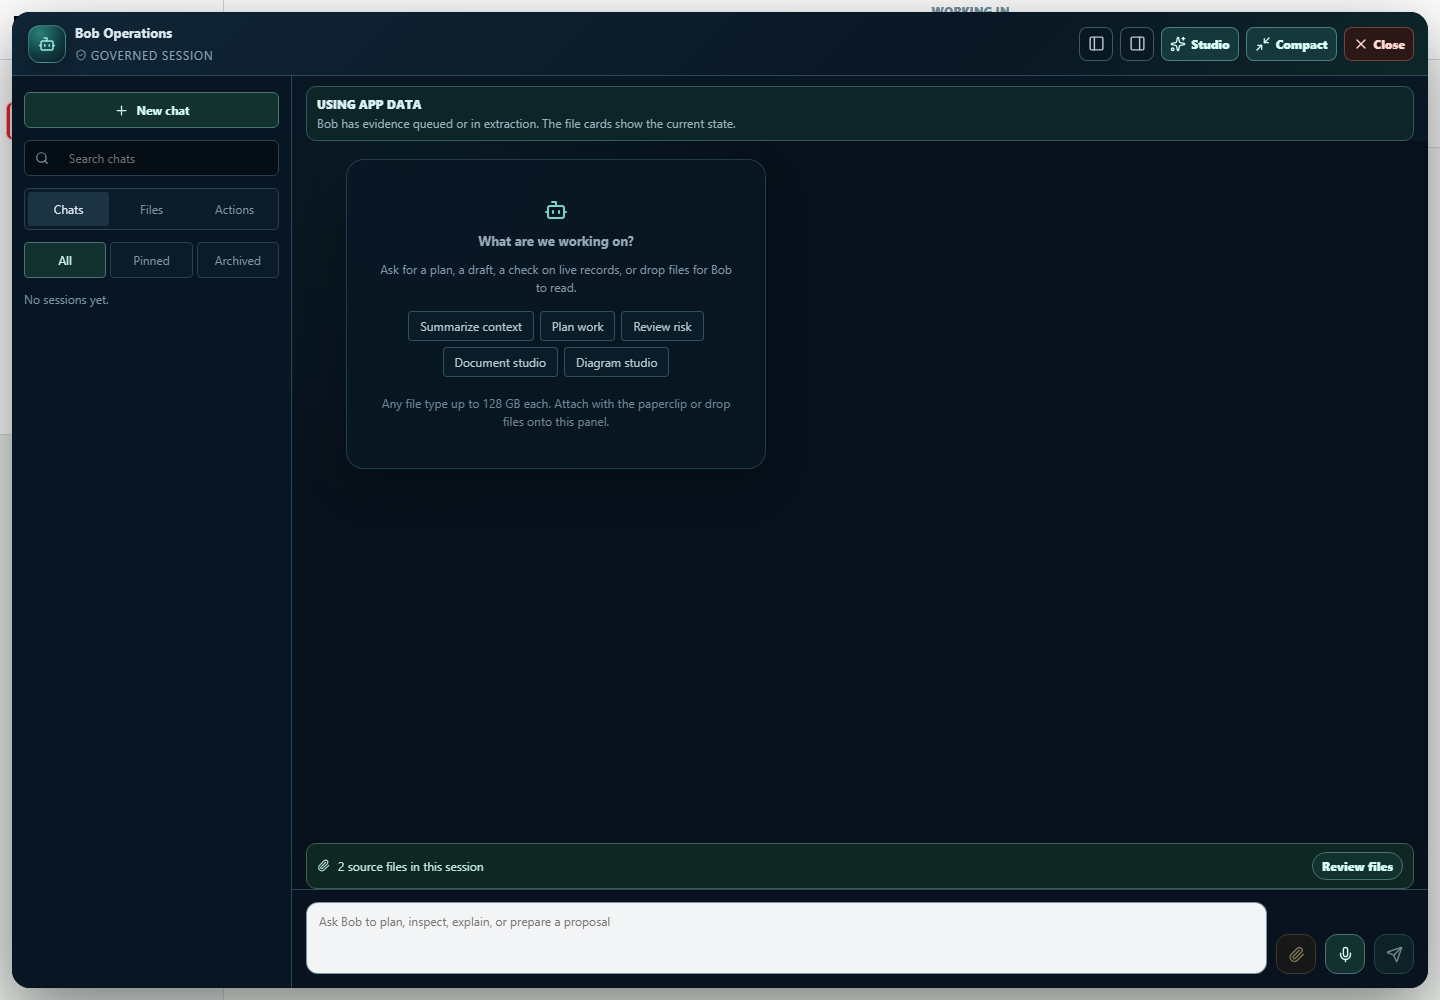 WORKING IN
Bob Operations
GOVERNED SESSION
Studio
Compact
Close
New chat
Search chats
Chats
Files
Actions
All
Pinned
Archived
No sessions yet.
USING APP DATA
Bob has evidence queued or in extraction. The file cards show the current state.
What are we working on?
Ask for a plan, a draft, a check on live records, or drop files for Bob
to read.
Summarize context
Plan work
Review risk
Document studio
Diagram studio
Any file type up to 128 GB each. Attach with the paperclip or drop
files onto this panel.
2 source files in this session
Review files
Ask Bob to plan, inspect, explain, or prepare a proposal